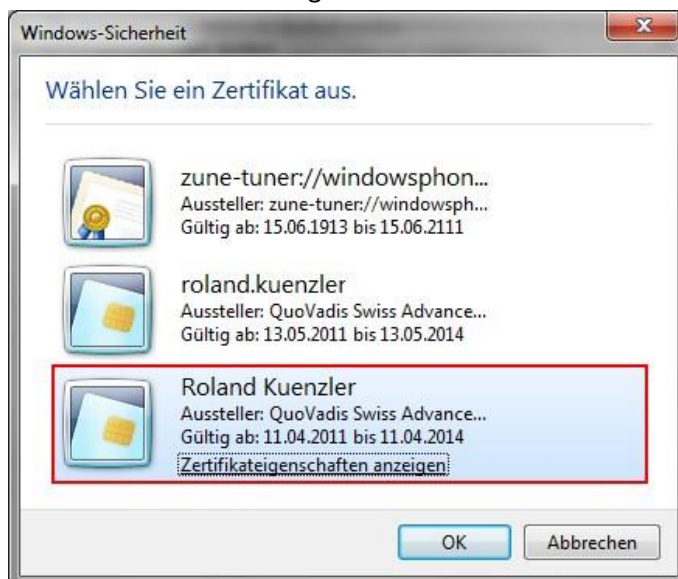 Windows-Sicherheit
Wählen Sie ein Zertifikat aus.
zune-tuner://windowsphon...
Aussteller: zune-tuner://windowsph...
Gültig ab: 15.06.1913 bis 15.06.2111
roland.kuenzler
Aussteller: QuoVadis Swiss Advance...
Gültig ab: 13.05.2011 bis 13.05.2014
Roland Kuenzler
Aussteller: QuoVadis Swiss Advance...
Gültig ab: 11.04.2011 bis 11.04.2014
Zertifikateigenschaften anzeigen
OK Abbrechen